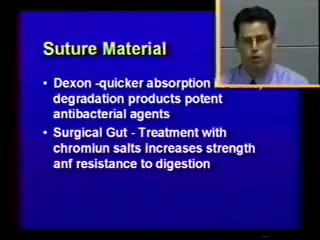 Suture Material
• Dexon -quicker absorption
degradation products potent
antibacterial agents
• Surgical Gut - Treatment with
chromiun salts increases strength
anf resistance to digestion